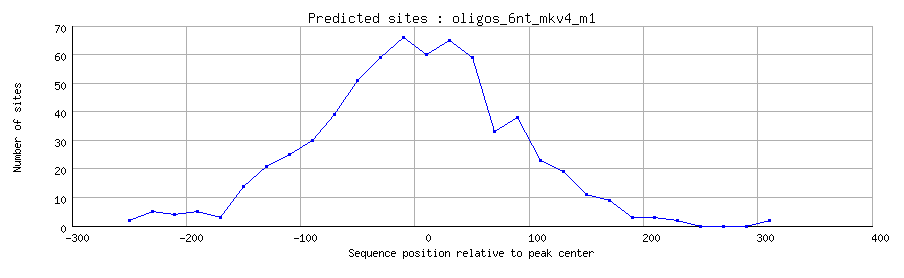 Predicted sites : oligos_6nt_mkv4_m1
70
60
50
40
30
20
10
0
Number of sites
-300 -200 -100 0 100 200 300 400
Sequence position relative to peak center